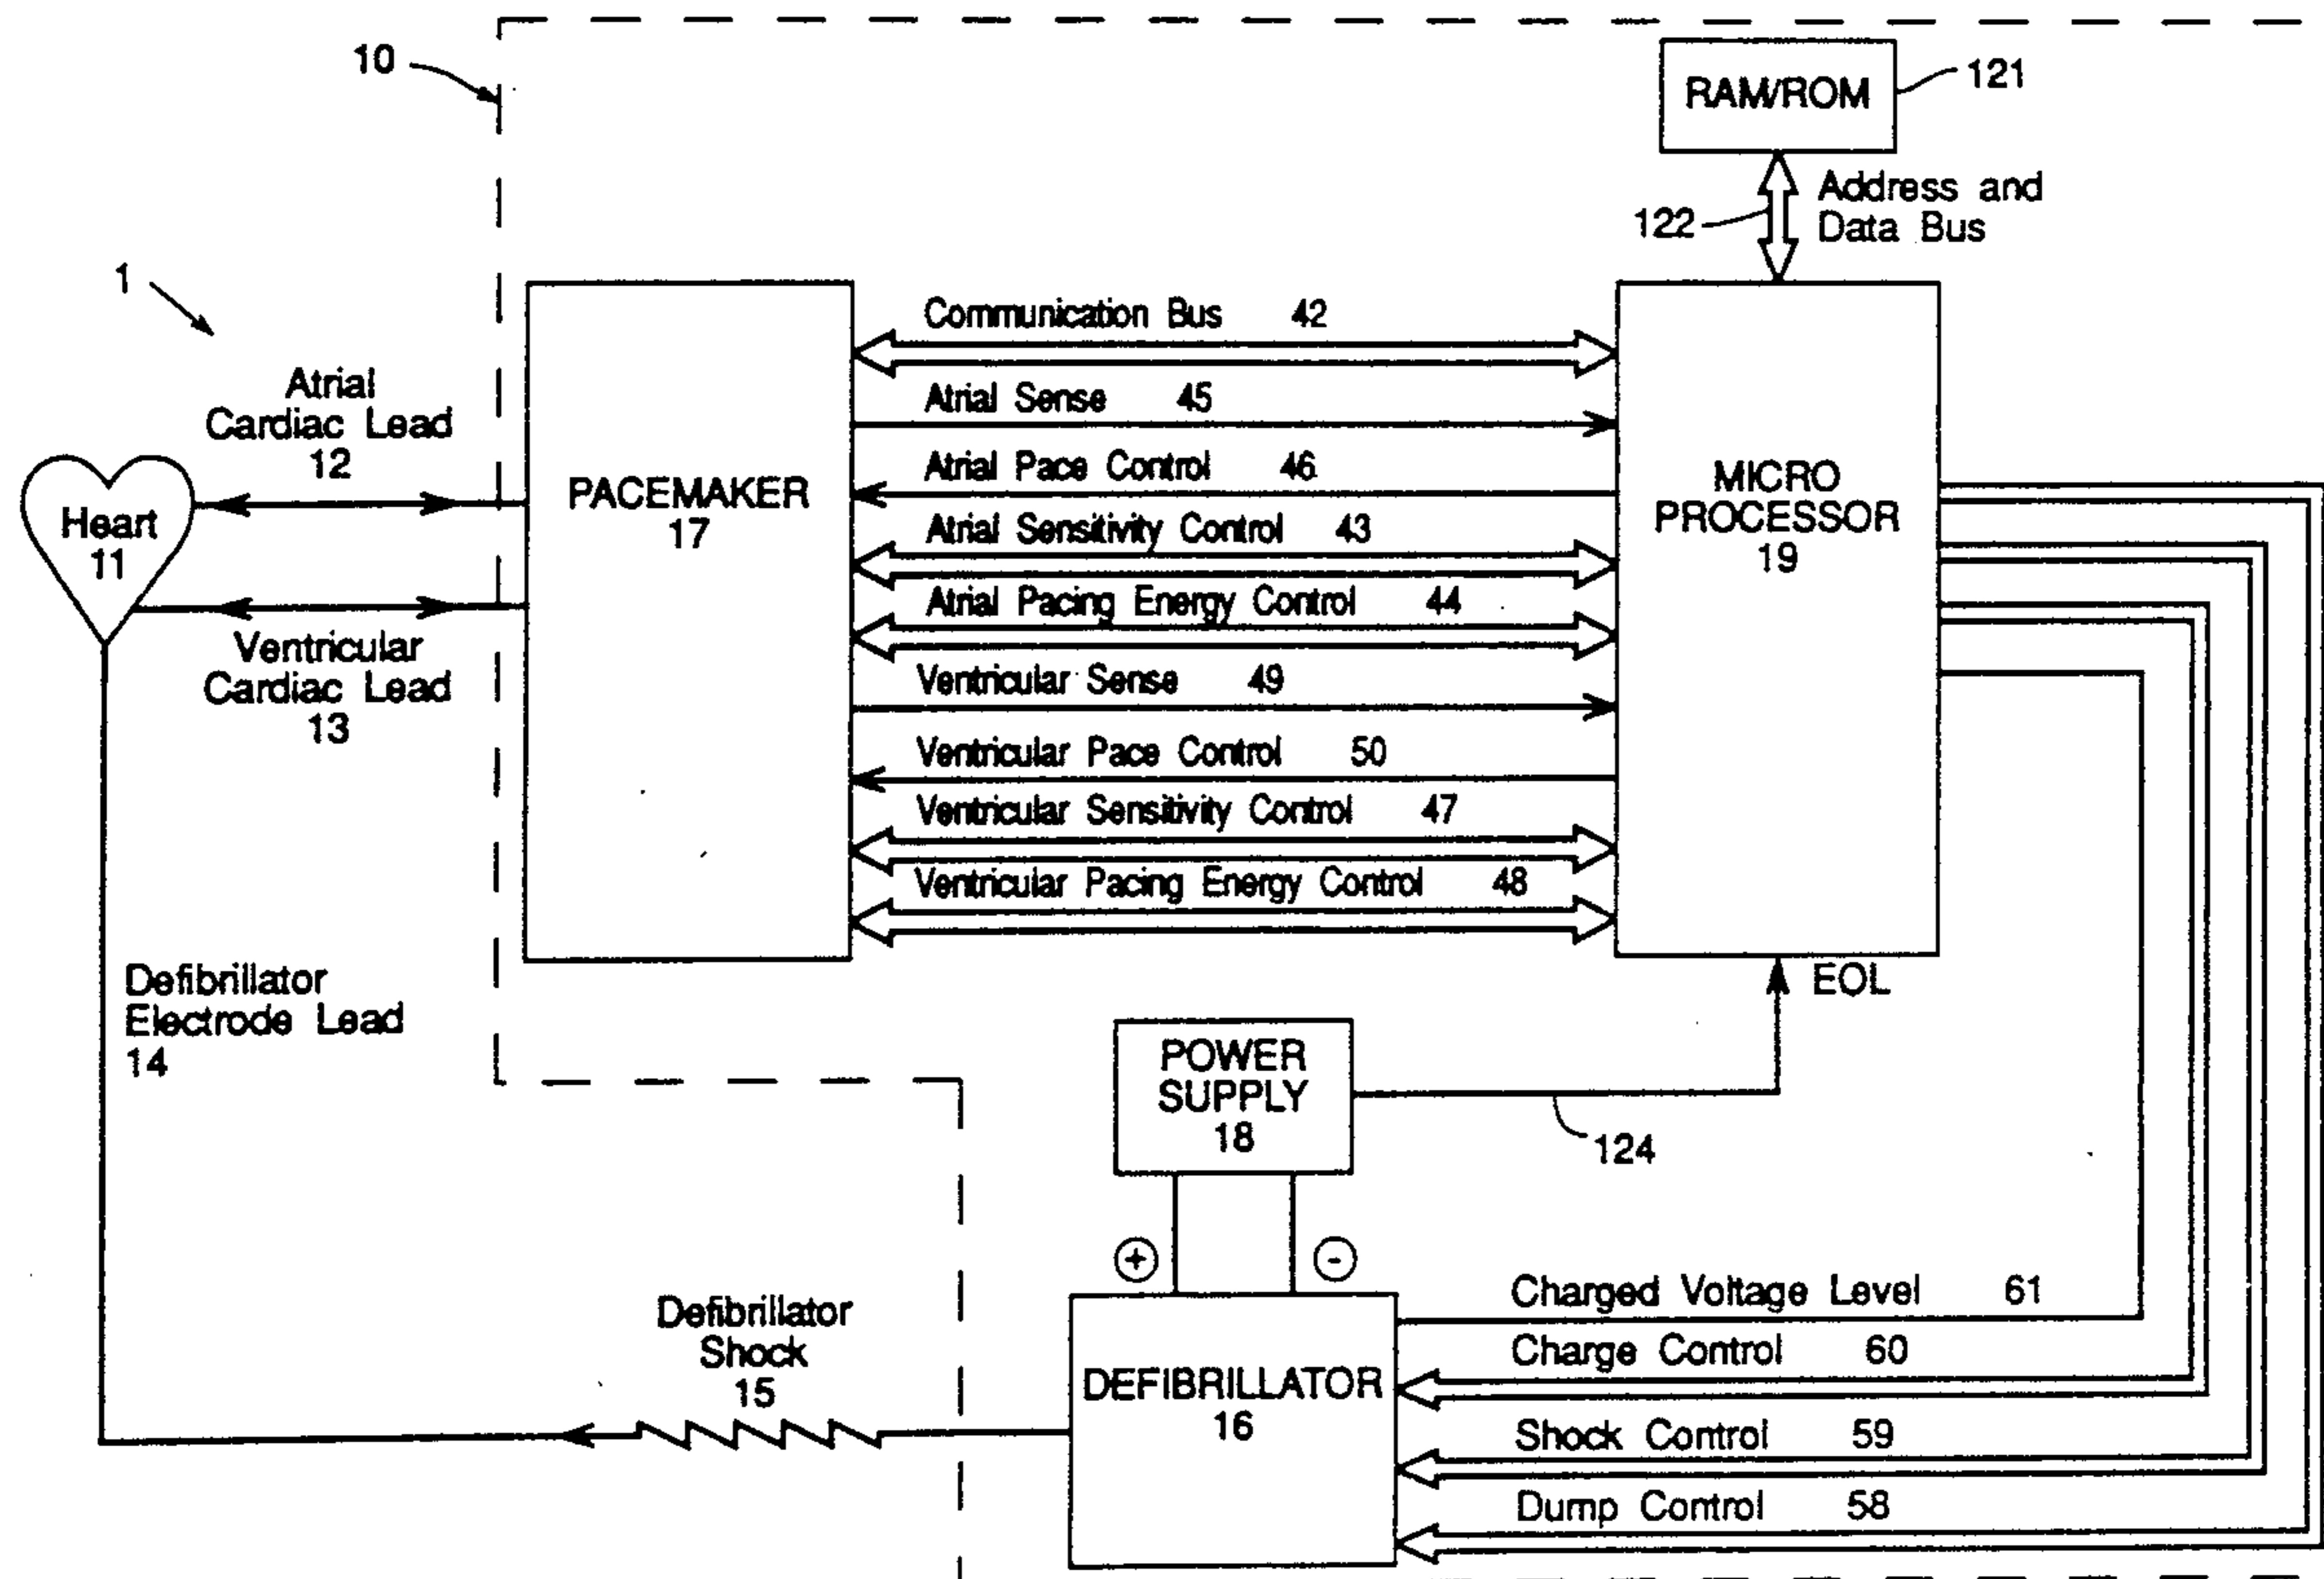 10
RAM/ROM
121
122
Address and
Data Bus
1
Atrial
Cardiac Lead
12
Heart
11
Ventricular
Cardiac Lead
13
PACEMAKER
17
Communication Bus 42
Atrial Sense 45
Atrial Pace Control 46
Atrial Sensitivity Control 43
Atrial Pacing Energy Control 44
Ventricular Sense 49
Ventricular Pace Control 50
Ventricular Sensitivity Control 47
Ventricular Pacing Energy Control 48
MICRO
PROCESSOR
19
EOL
Defibrillator
Electrode Lead
14
POWER
SUPPLY
18
124
+
-
Defibrillator
Shock
15
DEFIBRILLATOR
16
Charged Voltage Level 61
Charge Control 60
Shock Control 59
Dump Control 58